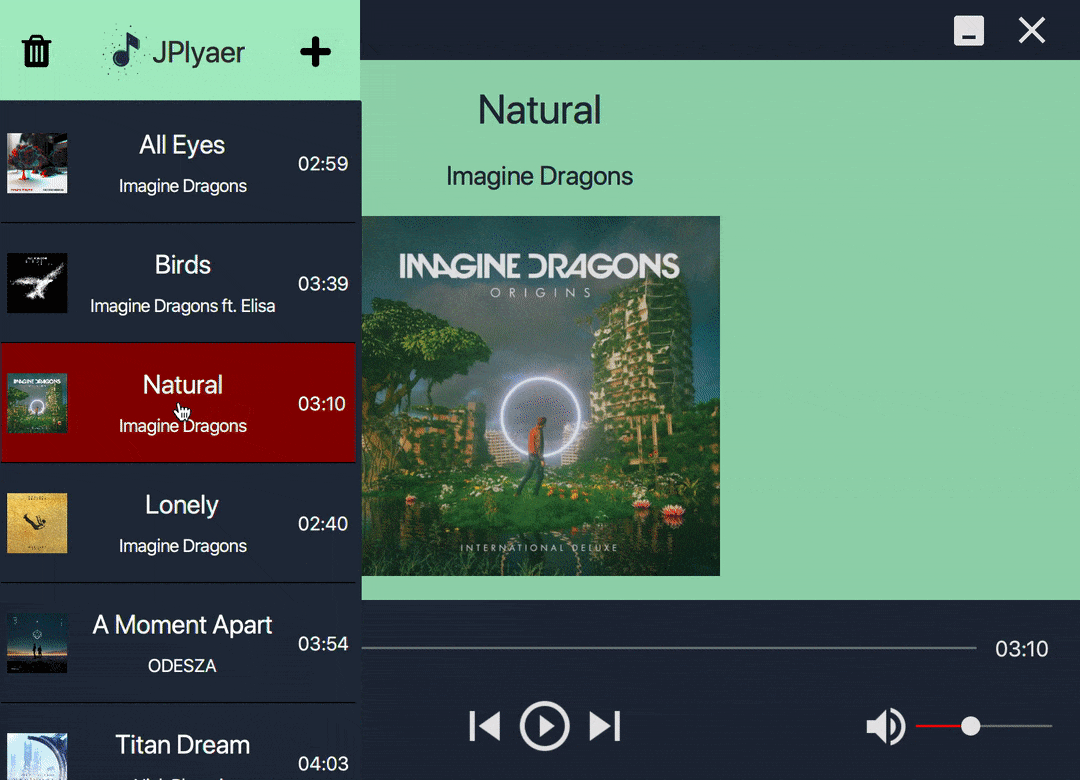 JPlyaer
All Eyes
Imagine Dragons
02:59
Birds
Imagine Dragons ft. Elisa
03:39
Natural
Imagine Dragons
03:10
Lonely
Imagine Dragons
02:40
A Moment Apart
ODESZA
03:54
Titan Dream
04:03
Natural
Imagine Dragons
IMAGINE DRAGONS
ORIGINS
INTERNATIONAL DELUXE
03:10